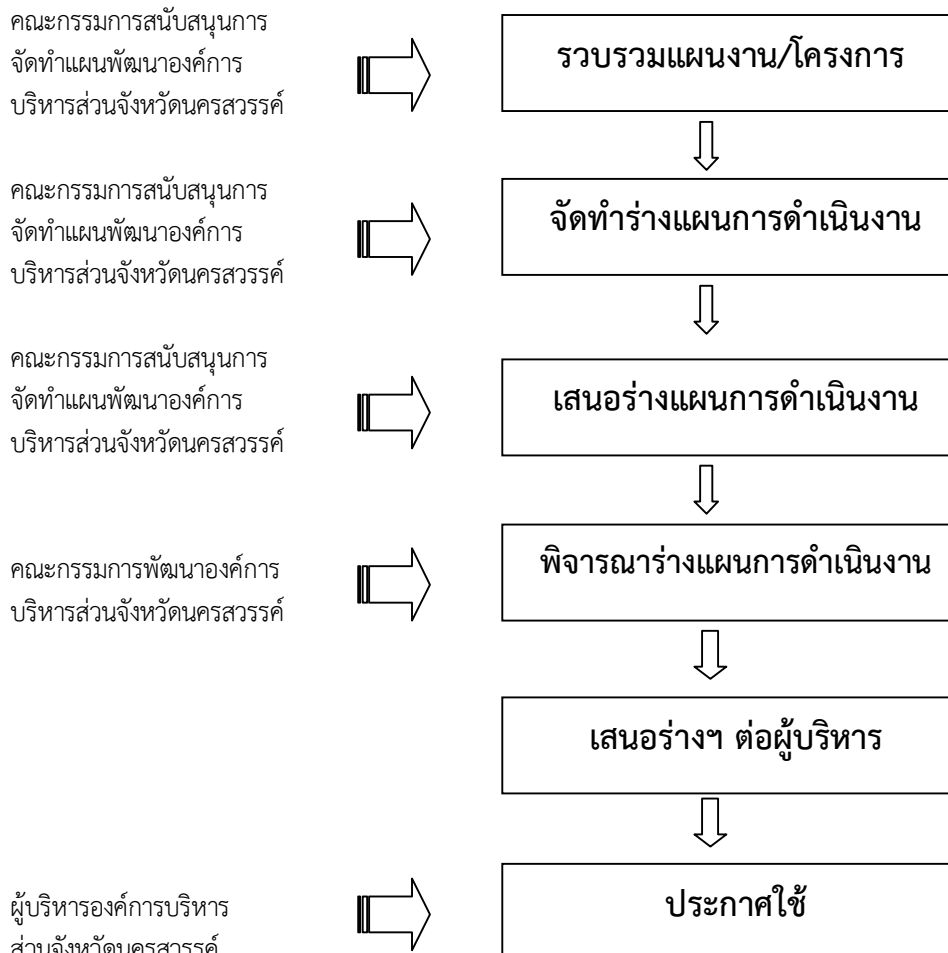 คณะกรรมการสนับสนุนการ
จัดทำแผนพัฒนาองค์การ
บริหารส่วนจังหวัดนครสวรรค์
รวบรวมแผนงาน/โครงการ
คณะกรรมการสนับสนุนการ
จัดทำแผนพัฒนาองค์การ
บริหารส่วนจังหวัดนครสวรรค์
จัดทำร่างแผนการดำเนินงาน
คณะกรรมการสนับสนุนการ
จัดทำแผนพัฒนาองค์การ
บริหารส่วนจังหวัดนครสวรรค์
เสนอร่างแผนการดำเนินงาน
คณะกรรมการพัฒนาองค์การ
บริหารส่วนจังหวัดนครสวรรค์
พิจารณาร่างแผนการดำเนินงาน
เสนอร่างฯ ต่อผู้บริหาร
ผู้บริหารองค์การบริหาร
ส่วนจังหวัดนครสวรรค์
ประกาศใช้